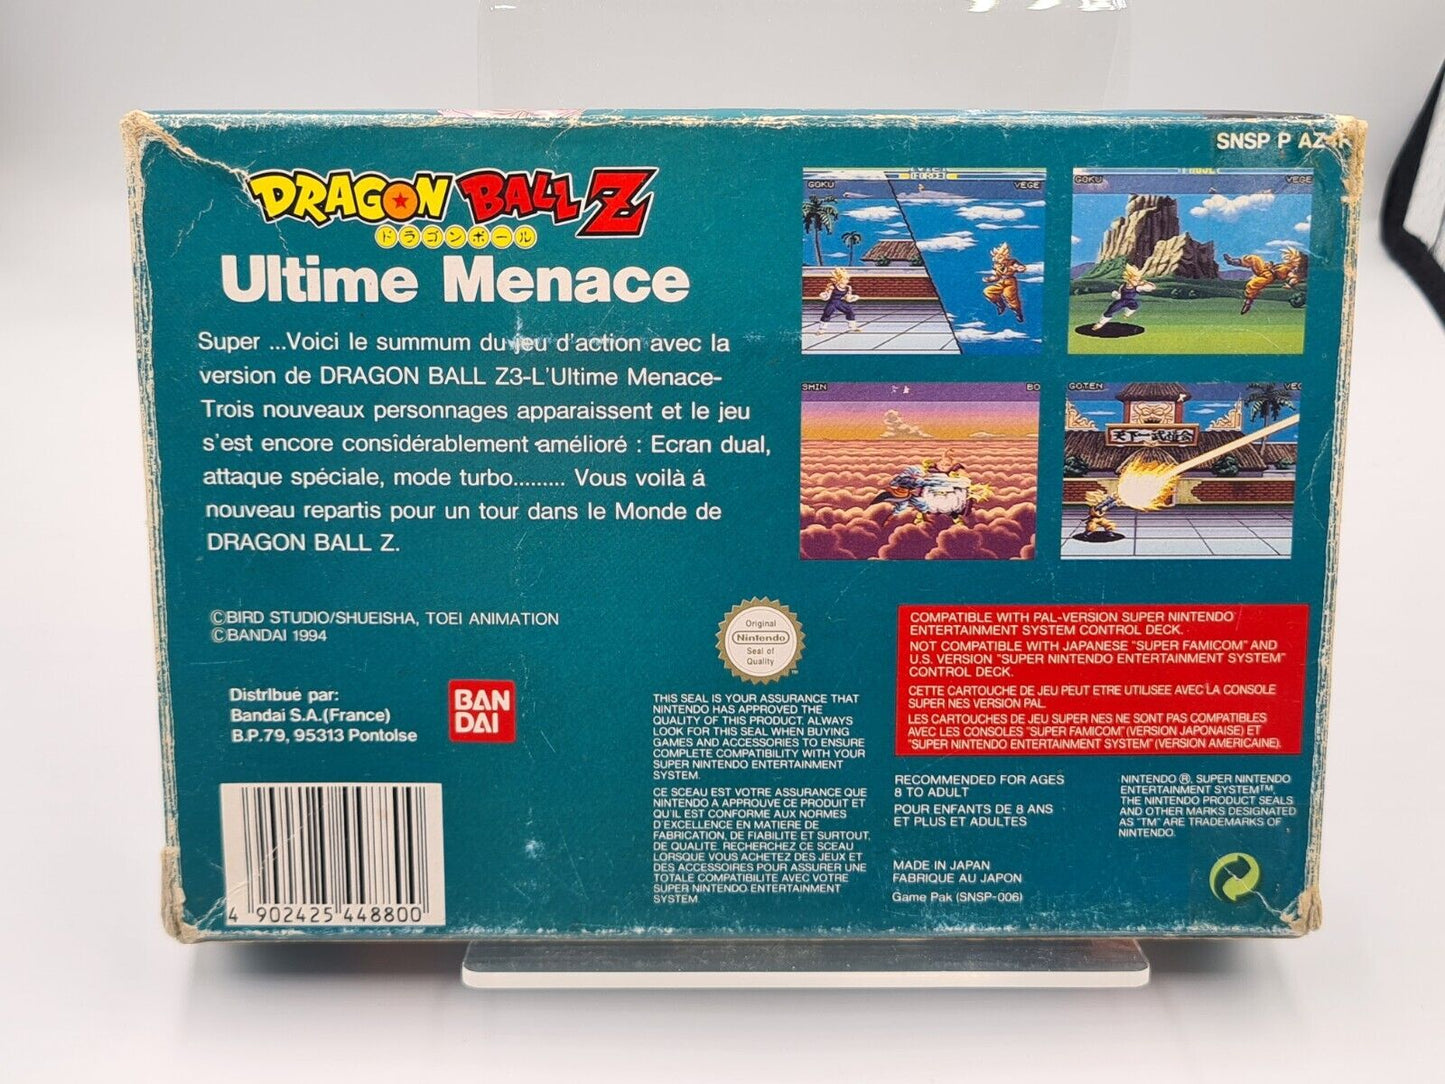 SNSP P AZ
DRAGON BALL Z
ドラゴンボール
Ultime Menace
Super ...Voici le summum du jeu d'action avec la
version de DRAGON BALL Z3-L'Ultime Menace-
Trois nouveaux personnages apparaissent et le jeu
s'est encore considérablement amélioré : Ecran dual,
attaque spéciale, mode turbo......... Vous voilà á
nouveau repartis pour un tour dans le Monde de
DRAGON BALL Z.
GOKU
VEGE
GOKU
VEGE
SHIN
BO
GOTEN
VEG
天下一武道会
©BIRD STUDIO/SHUEISHA, TOEI ANIMATION
©BANDAI 1994
Distribué par:
Bandai S.A.(France)
B.P.79, 95313 Pontoise
BAN
DAI
Original
Nintendo
Seal of
Quality
TM
THIS SEAL IS YOUR ASSURANCE THAT
NINTENDO HAS APPROVED THE
QUALITY OF THIS PRODUCT. ALWAYS
LOOK FOR THIS SEAL WHEN BUYING
GAMES AND ACCESSORIES TO ENSURE
COMPLETE COMPATIBILITY WITH YOUR
SUPER NINTENDO ENTERTAINMENT
SYSTEM.
CE SCEAU EST VOTRE ASSURANCE QUE
NINTENDO A APPROUVE CE PRODUIT ET
QU'IL EST CONFORME AUX NORMES
D'EXCELLENCE EN MATIERE DE
FABRICATION, DE FIABILITE ET SURTOUT,
DE QUALITE. RECHERCHEZ CE SCEAU
LORSQUE VOUS ACHETEZ DES JEUX ET
DES ACCESSOIRES POUR ASSURER UNE
TOTALE COMPATIBILITE AVEC VOTRE
SUPER NINTENDO ENTERTAINMENT
SYSTEM.
COMPATIBLE WITH PAL-VERSION SUPER NINTENDO
ENTERTAINMENT SYSTEM CONTROL DECK.
NOT COMPATIBLE WITH JAPANESE "SUPER FAMICOM" AND
U.S. VERSION "SUPER NINTENDO ENTERTAINMENT SYSTEM"
CONTROL DECK.
CETTE CARTOUCHE DE JEU PEUT ETRE UTILISEE AVEC LA CONSOLE
SUPER NES VERSION PAL.
LES CARTOUCHES DE JEU SUPER NES NE SONT PAS COMPATIBLES
AVEC LES CONSOLES "SUPER FAMICOM" (VERSION JAPONAISE) ET
"SUPER NINTENDO ENTERTAINMENT SYSTEM" (VERSION AMERICAINE).
RECOMMENDED FOR AGES
8 TO ADULT
POUR ENFANTS DE 8 ANS
ET PLUS ET ADULTES
NINTENDO ®, SUPER NINTENDO
ENTERTAINMENT SYSTEM™,
THE NINTENDO PRODUCT SEALS
AND OTHER MARKS DESIGNATED
AS "TM" ARE TRADEMARKS OF
NINTENDO.
MADE IN JAPAN
FABRIQUE AU JAPON
Game Pak (SNSP-006)
4 902425 448800